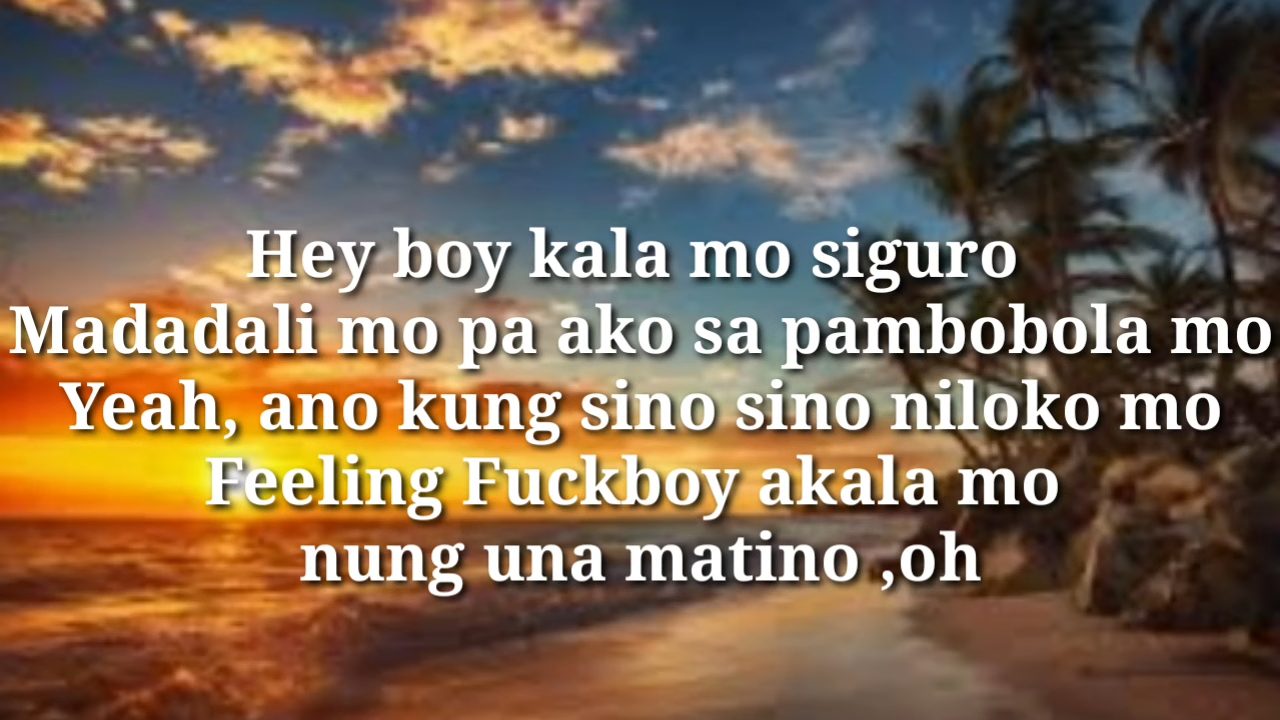 Hey boy kala mo siguro
Madadali mo pa ako sa pambobola mo
Yeah, ano kung sino sino niloko mo
Feeling Fuckboy akala mo
nung una matino ,oh